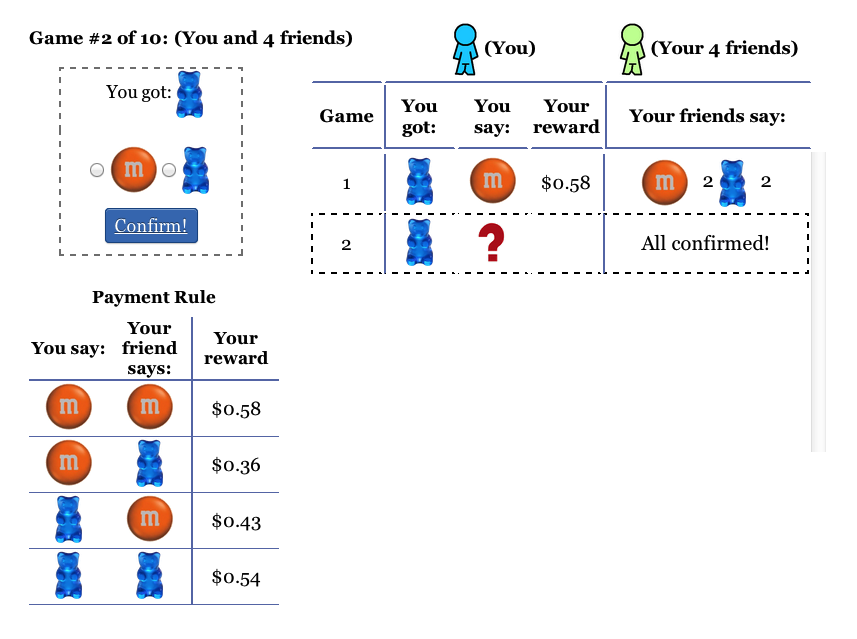 Game #2 of 10: (You and 4 friends)
(You)
(Your 4 friends)
You got:
m
Confirm!
Game You got: You say: Your reward Your friends say:
1 m $0.58 m 2 2
2 ? All confirmed!
Payment Rule
You say: Your friend says: Your reward
m m $0.58
m $0.36
m $0.43
$0.54